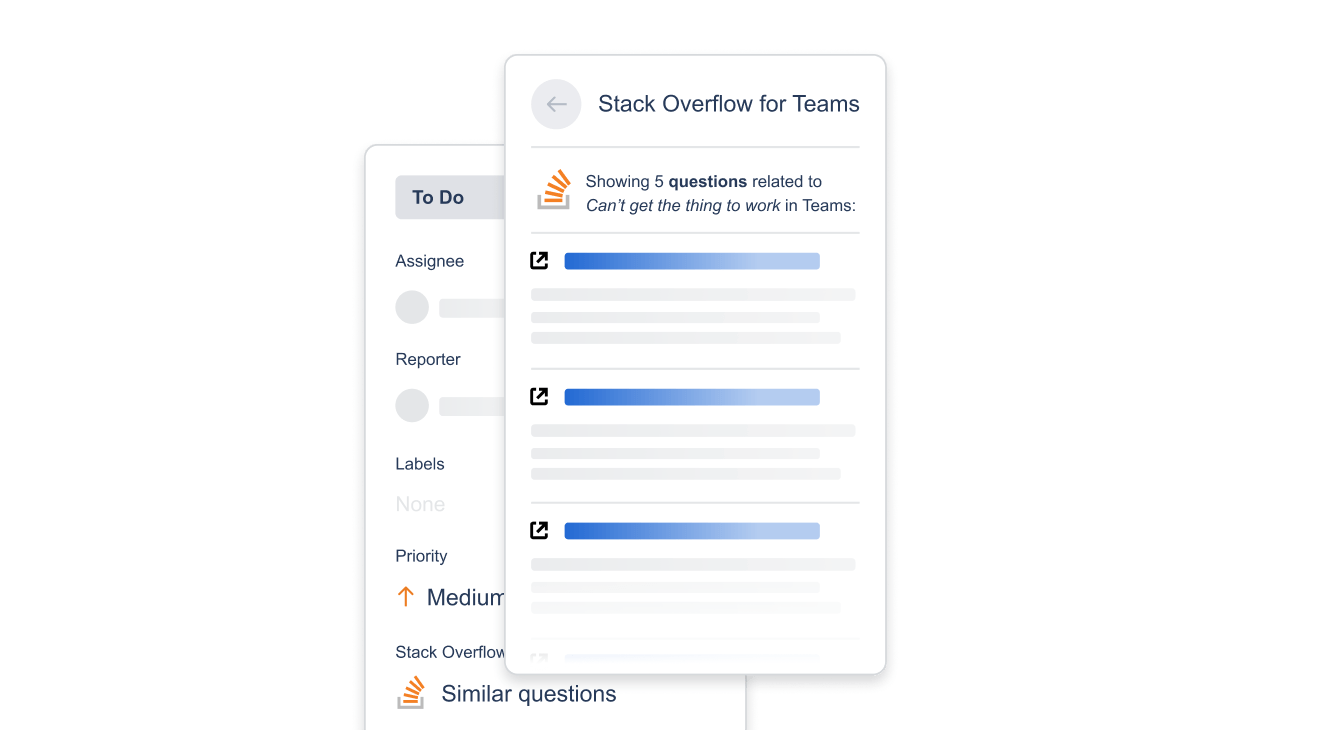 Stack Overflow for Teams
Showing 5 questions related to
Can't get the thing to work in Teams:
To Do
Assignee
Reporter
Labels
None
Priority
Medium
Stack Overflow
Similar questions